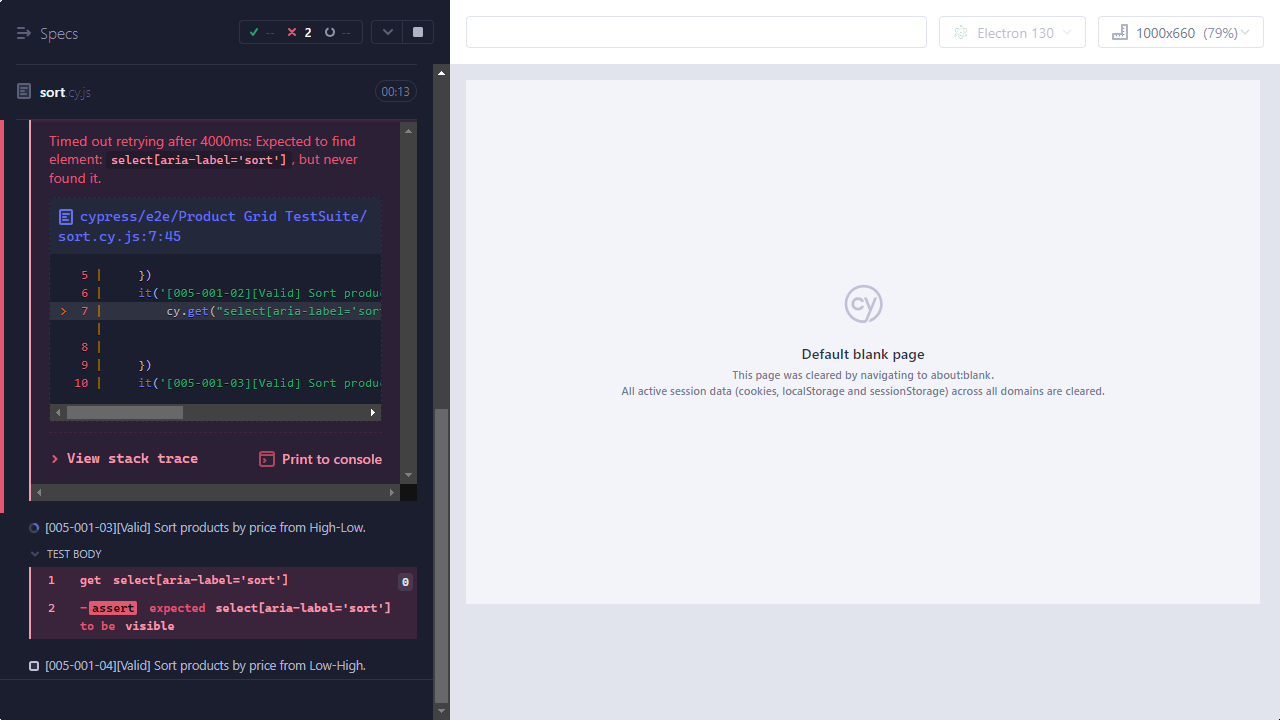 Specs
--
2
--
Electron 130
1000x660 (79%)
sort.cy.js
00:13
Timed out retrying after 4000ms: Expected to find
element: select[aria-label='sort'], but never
found it.
cypress/e2e/Product Grid TestSuite/
sort.cy.js:7:45
5 | })
6 | it('[005-001-02][Valid] Sort produ
> 7 | cy.get("select[aria-label='sor
|
8 |
9 | })
10 | it('[005-001-03][Valid] Sort produ
> View stack trace
Print to console
[005-001-03][Valid] Sort products by price from High-Low.
TEST BODY
1 get select[aria-label='sort'] 0
2 -assert expected select[aria-label='sort']
to be visible
[005-001-04][Valid] Sort products by price from Low-High.
cy
Default blank page
This page was cleared by navigating to about:blank.
All active session data (cookies, localStorage and sessionStorage) across all domains are cleared.